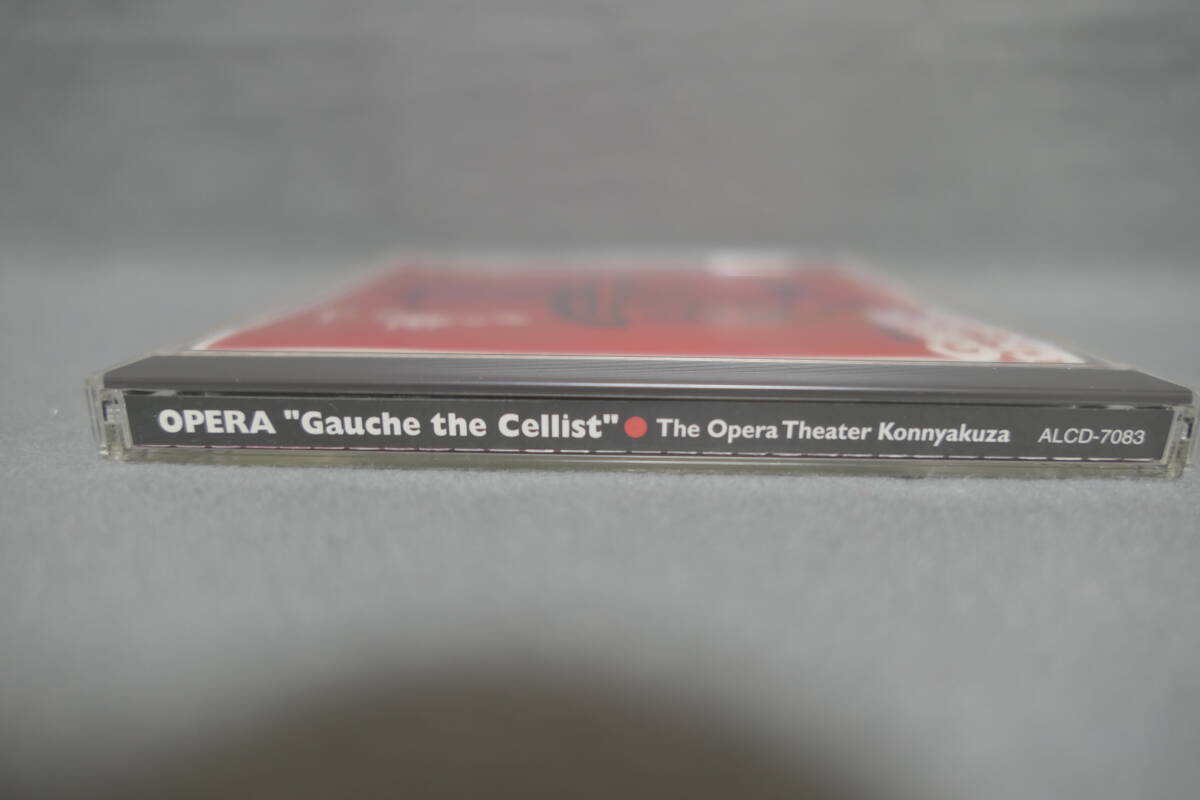 OPERA "Gauche the Cellist" ● The Opera Theater Konnyakuza ALCD-7083